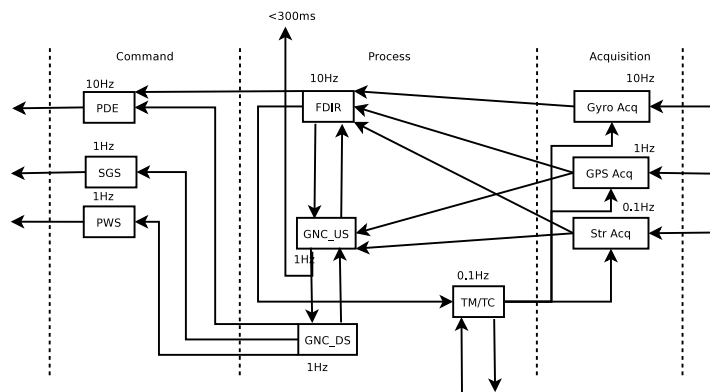 <300ms
Command
Process
Acquisition
10Hz
10Hz
10Hz
PDE
FDIR
Gyro Acq
1Hz
1Hz
SGS
GPS Acq
1Hz
0.1Hz
PWS
GNC_US
Str Acq
1Hz
0.1Hz
TM/TC
GNC_DS
1Hz